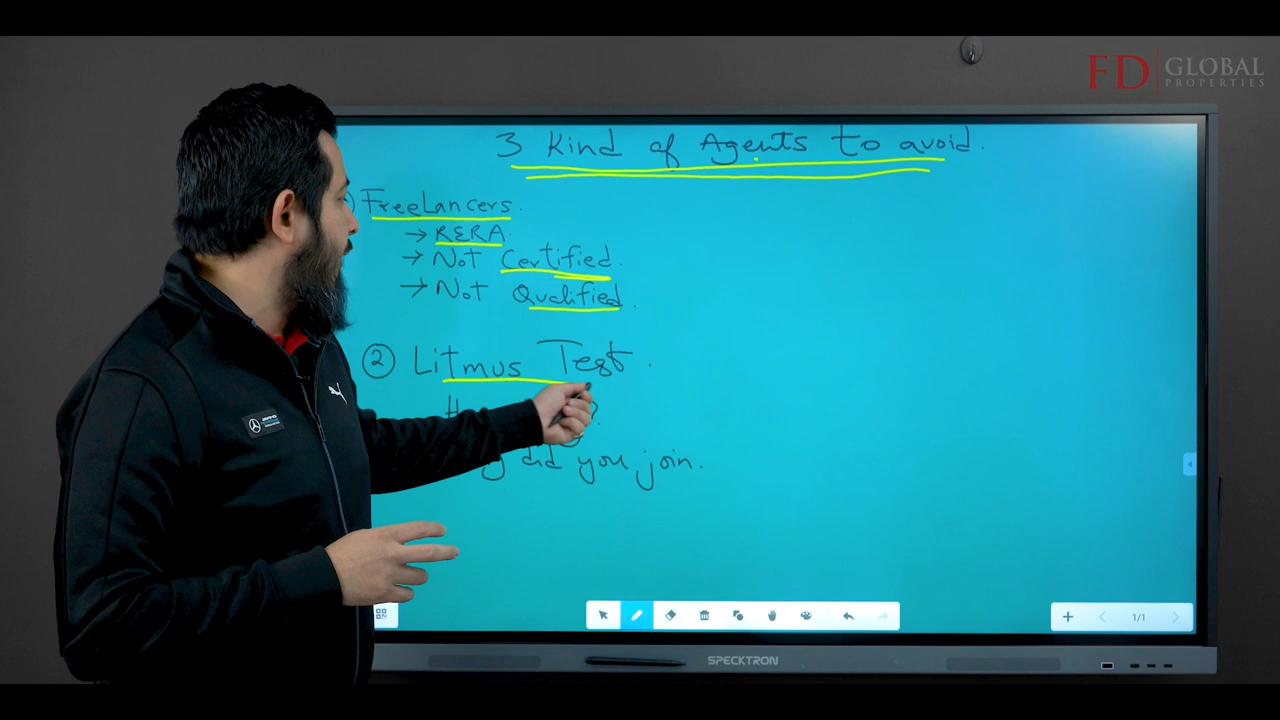 FD GLOBAL
PROPERTIES
3 Kind of Agents to avoid.
FreeLancers.
→ RERA.
→ Not Certified.
→ Not Qualified.
② Litmus Test.
?
did you join.
1/1
SPECKTRON